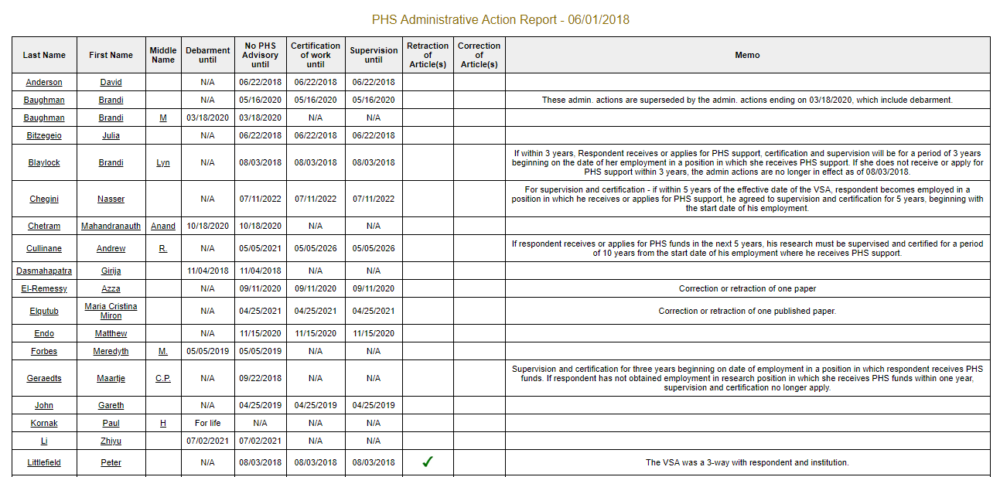 PHS Administrative Action Report - 06/01/2018
Last Name First Name Middle Name Debarment until No PHS Advisory until Certification of work until Supervision until Retraction of Article(s) Correction of Article(s) Memo
Anderson David N/A 06/22/2018 06/22/2018 06/22/2018
Baughman Brandi N/A 05/16/2020 05/16/2020 05/16/2020 These admin. actions are superseded by the admin. actions ending on 03/18/2020, which include debarment.
Baughman Brandi M 03/18/2020 03/18/2020 N/A N/A
Bitzegeio Julia N/A 06/22/2018 06/22/2018 06/22/2018
Blaylock Brandi Lyn N/A 08/03/2018 08/03/2018 08/03/2018 If within 3 years, Respondent receives or applies for PHS support, certification and supervision will be for a period of 3 years
beginning on the date of her employment in a position in which she receives PHS support. If she does not receive or apply for
PHS support within 3 years, the admin actions are no longer in effect as of 08/03/2018.
Chegini Nasser N/A 07/11/2022 07/11/2022 07/11/2022 For supervision and certification - if within 5 years of the effective date of the VSA, respondent becomes employed in a
position in which he receives or applies for PHS support, he agreed to supervision and certification for 5 years, beginning with
the start date of his employment.
Chetram Mahandranauth Anand 10/18/2020 10/18/2020 N/A N/A
Cullinane Andrew R. N/A 05/05/2021 05/05/2026 05/05/2026 If respondent receives or applies for PHS funds in the next 5 years, his research must be supervised and certified for a period
of 10 years from the start date of his employment where he receives PHS support.
Dasmahapatra Girija 11/04/2018 11/04/2018 N/A N/A
El-Remessy Azza N/A 09/11/2020 09/11/2020 09/11/2020 Correction or retraction of one paper
Elqutub Maria Cristina Miron N/A 04/25/2021 04/25/2021 04/25/2021 Correction or retraction of one published paper.
Endo Matthew N/A 11/15/2020 11/15/2020 11/15/2020
Forbes Meredyth M. 05/05/2019 05/05/2019 N/A N/A
Geraedts Maartje C.P. N/A 09/22/2018 N/A N/A Supervision and certification for three years beginning on date of employment in a position in which respondent receives PHS
funds. If respondent has not obtained employment in research position in which she receives PHS funds within one year,
supervision and certification no longer apply.
John Gareth N/A 04/25/2019 04/25/2019 04/25/2019
Kornak Paul H For life N/A N/A N/A
Li Zhiyu 07/02/2021 07/02/2021 N/A N/A
Littlefield Peter N/A 08/03/2018 08/03/2018 08/03/2018 ✓ The VSA was a 3-way with respondent and institution.